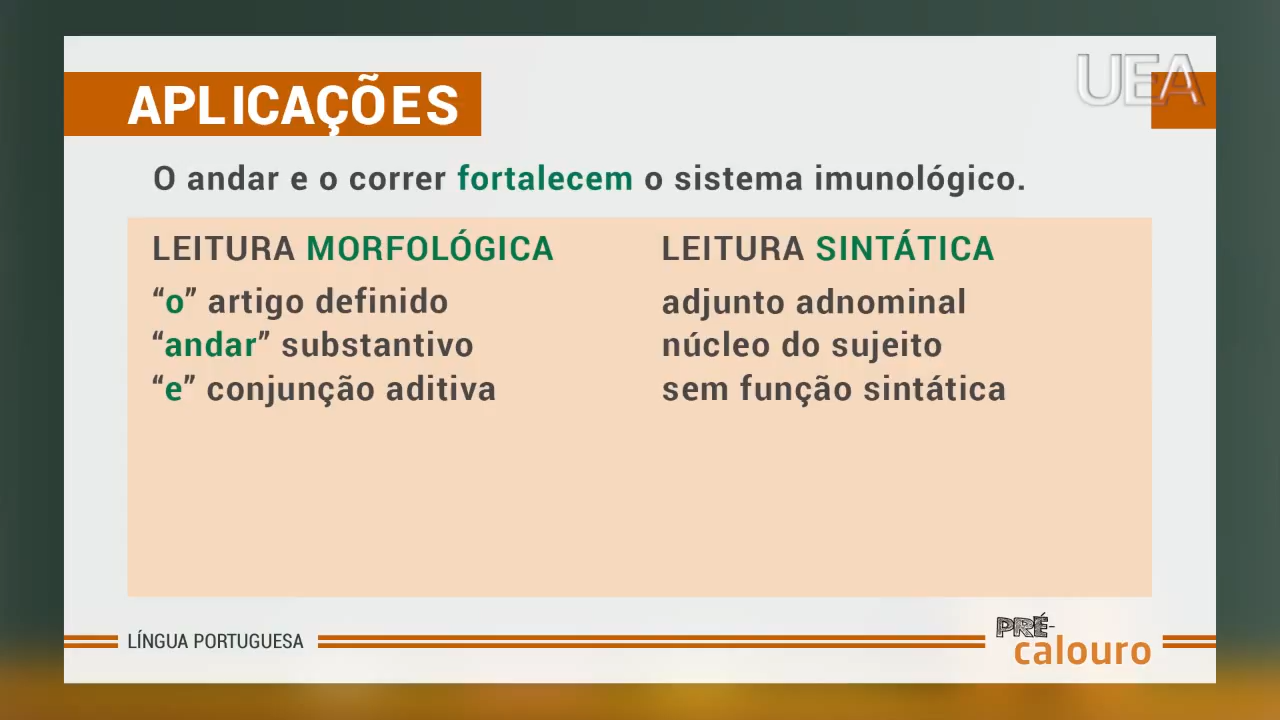 UEA
APLICAÇÕES
O andar e o correr fortalecem o sistema imunológico.
LEITURA MORFOLÓGICA
“o” artigo definido
“andar” substantivo
“e” conjunção aditiva
LEITURA SINTÁTICA
adjunto adnominal
núcleo do sujeito
sem função sintática
LÍNGUA PORTUGUESA
PRÉ-
calouro